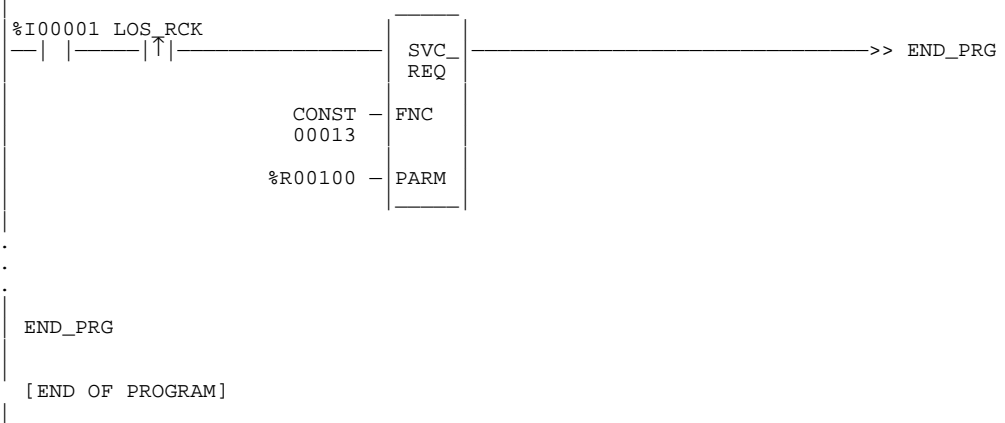 %I00001 LOS_RCK
↑ SVC_ >> END_PRG
REQ
CONST FNC
00013
%R00100 PARM
.
.
.
END_PRG
[END OF PROGRAM]